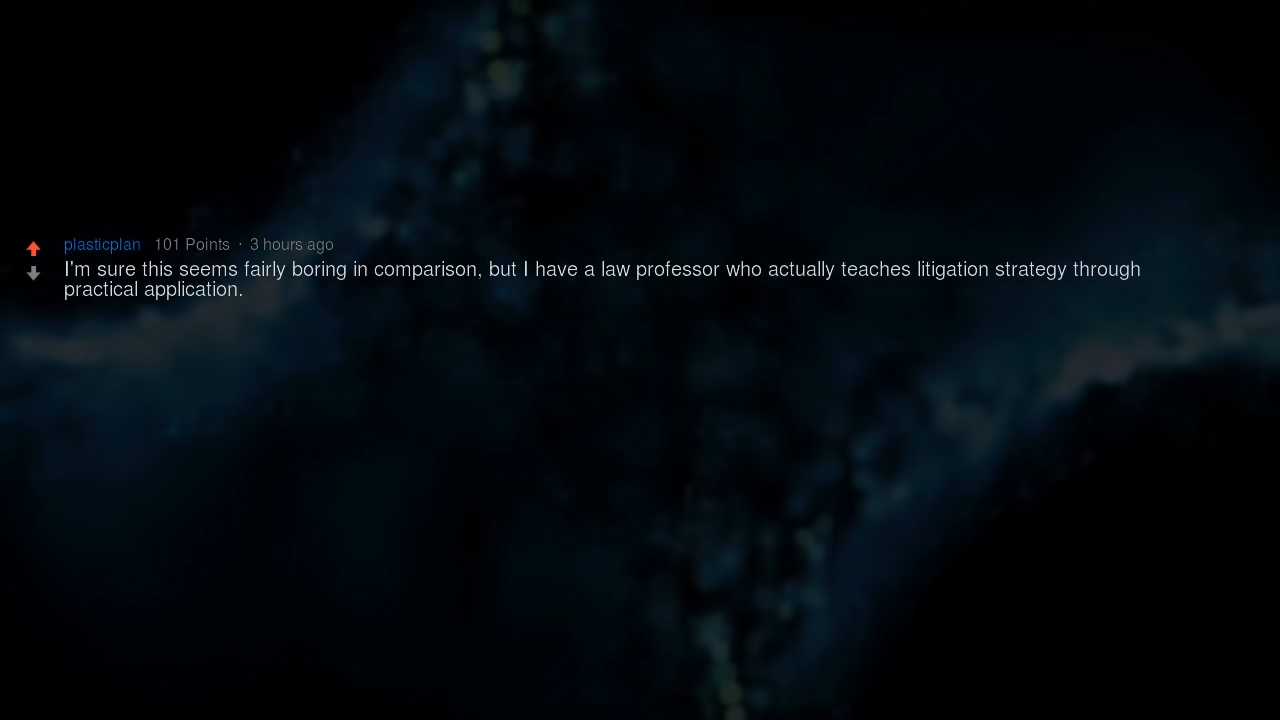 plasticplan 101 Points · 3 hours ago
I'm sure this seems fairly boring in comparison, but I have a law professor who actually teaches litigation strategy through
practical application.